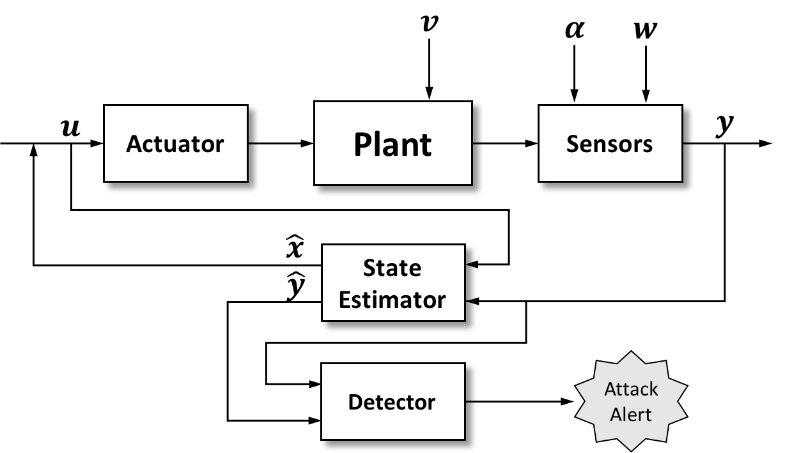 v
α w
u Actuator Plant Sensors y
x̂
ŷ
State
Estimator
Detector
Attack
Alert